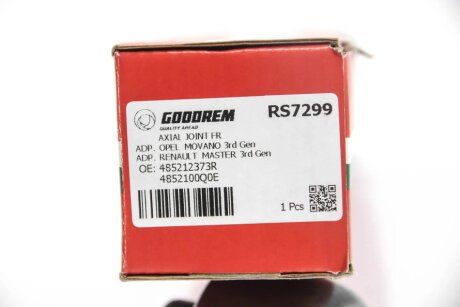 GOODREM
QUALITY AHEAD
RS7299
AXIAL JOINT FR
ADP. OPEL MOVANO 3rd Gen
ADP. RENAULT MASTER 3rd Gen
OE: 485212373R
4852100Q0E
1 Pcs